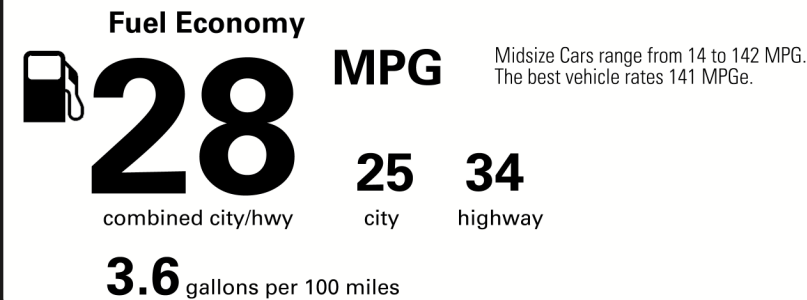 Fuel Economy
28
MPG
Midsize Cars range from 14 to 142 MPG.
The best vehicle rates 141 MPGe.
25
34
combined city/hwy
city
highway
3.6 gallons per 100 miles